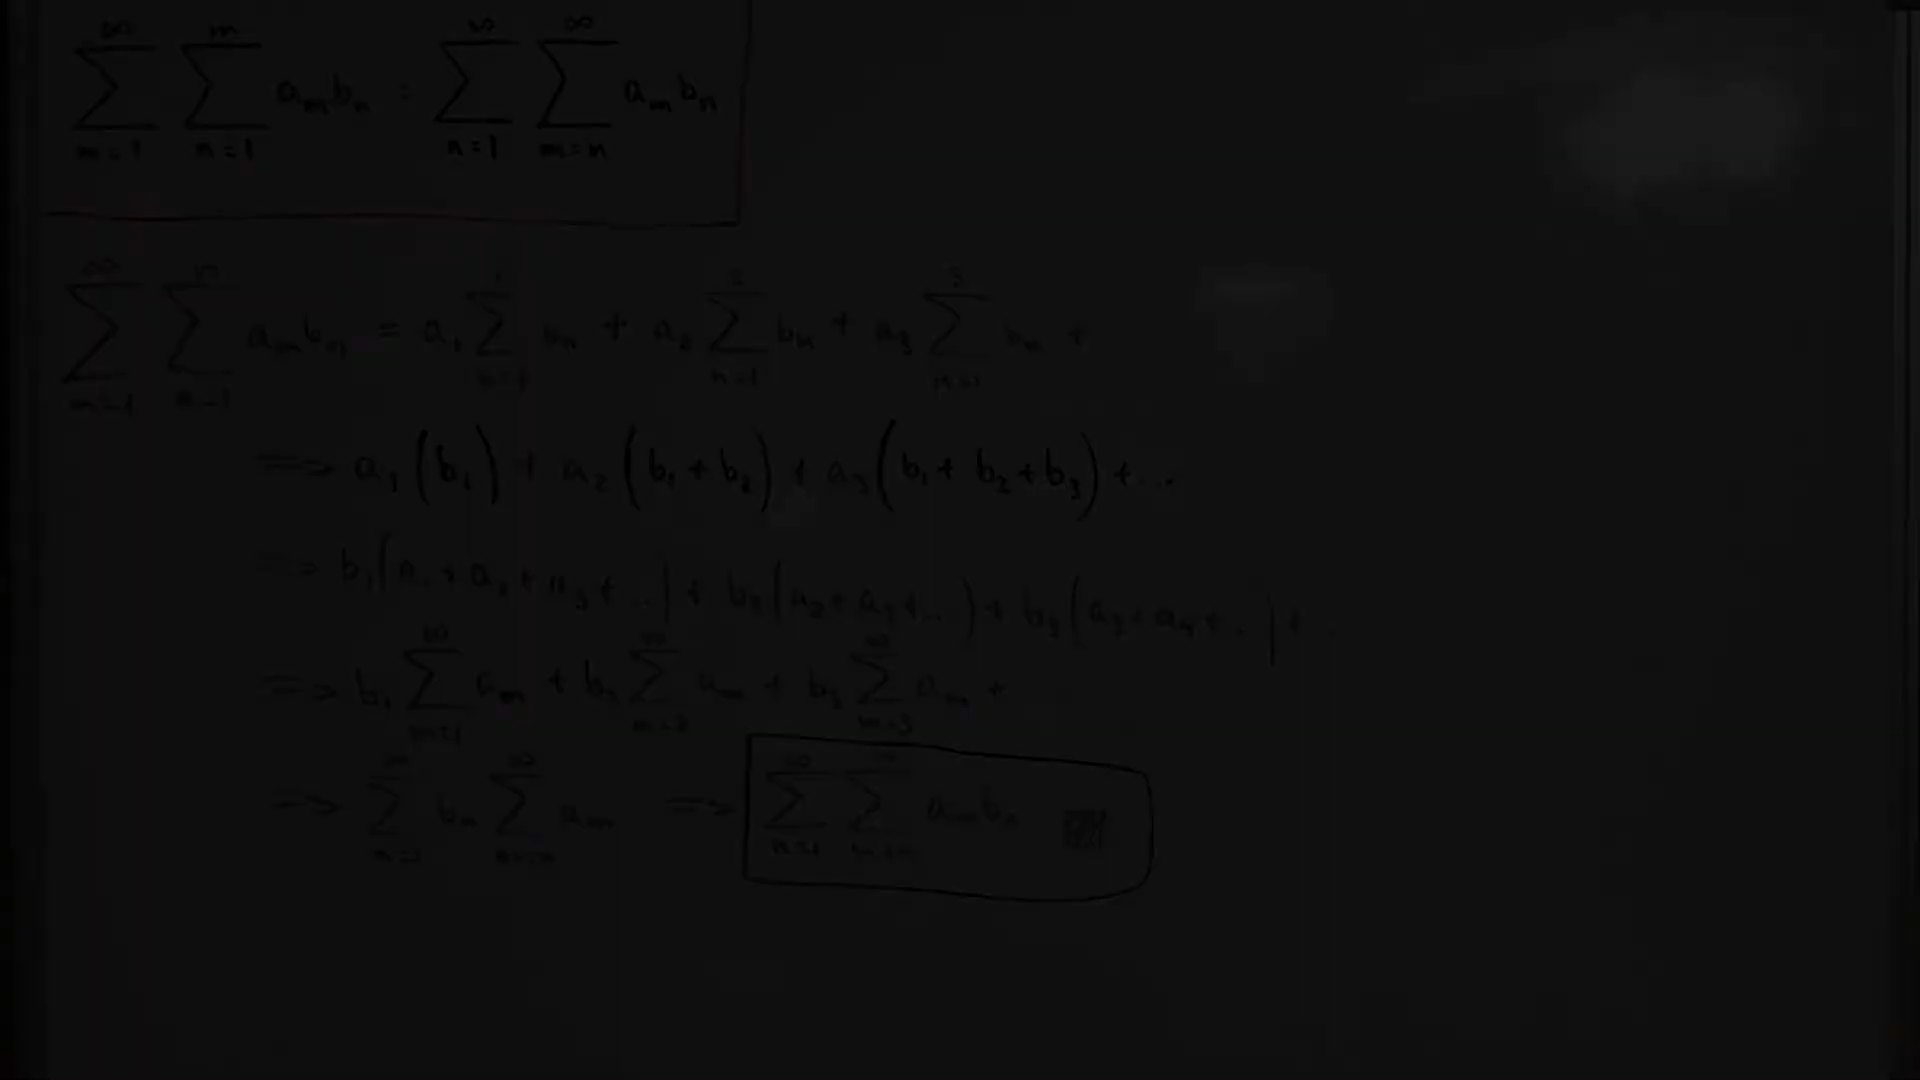 ∞∑m=1 m∑n=1 a_m b_n = ∞∑n=1 ∞∑m=n a_m b_n
∞∑m=1 m∑n=1 a_m b_n = a_1 1∑n=1 b_n + a_2 2∑n=1 b_n + a_3 3∑ b_n +
=> a_1 (b_1) + a_2 (b_1 + b_2) + a_3 (b_1 + b_2 + b_3) + ...
=> b_1 (a_1 + a_2 + a_3 + ...) + b_2 (a_2 + a_3 + ...) + b_3 (a_3 + a_4 + ...) + ...
=> b_1 ∞∑m=1 a_m + b_2 ∞∑m=2 a_m + b_3 ∞∑m=3 a_m +
=> ∞∑n=1 b_n ∞∑m=n a_m => ∞∑n=1 ∞∑m=n a_m b_n